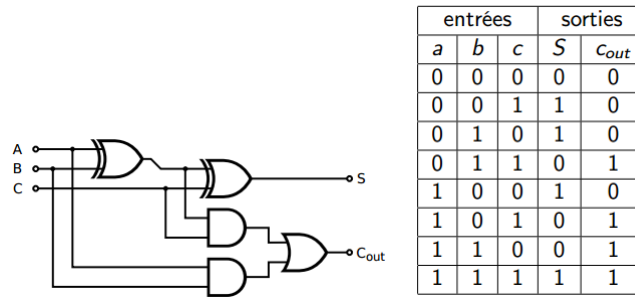 A
B
C
S
Cout
entrées sorties
a b c S cout
0 0 0 0 0
0 0 1 1 0
0 1 0 1 0
0 1 1 0 1
1 0 0 1 0
1 0 1 0 1
1 1 0 0 1
1 1 1 1 1